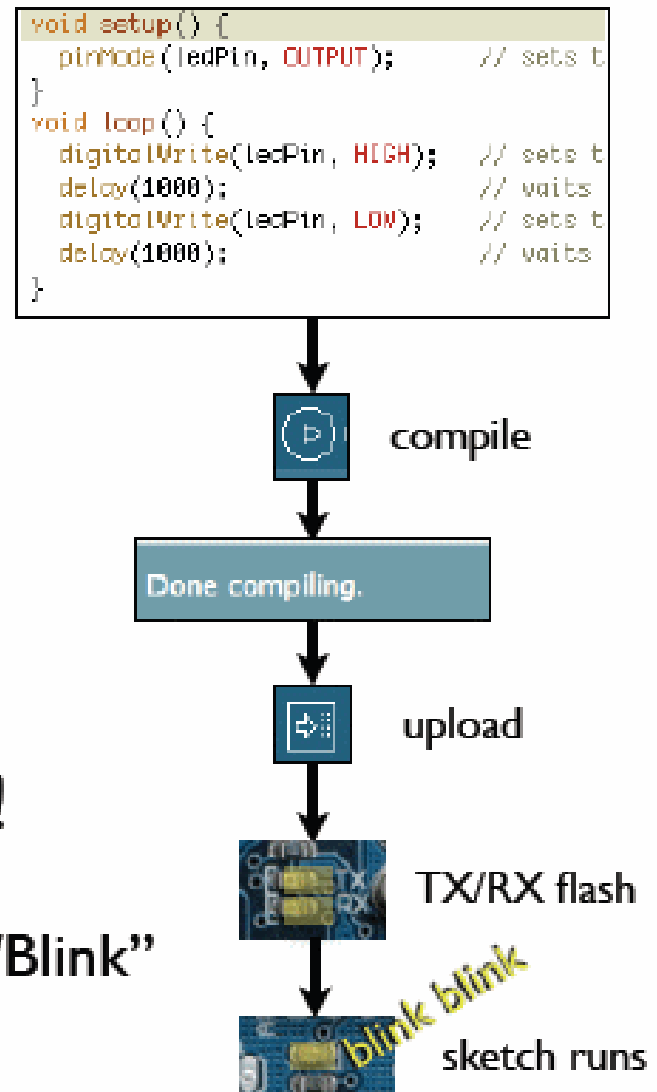 void setup() {
pinMode(ledPin, OUTPUT); // sets t
}
void loop() {
digitalWrite(ledPin, HIGH); // sets t
delay(1000); // waits
digitalWrite(ledPin, LOW); // sets t
delay(1000); // waits
}
compile
Done compiling.
upload
!
TX
RX
TX/RX flash
/Blink”
blink blink
sketch runs